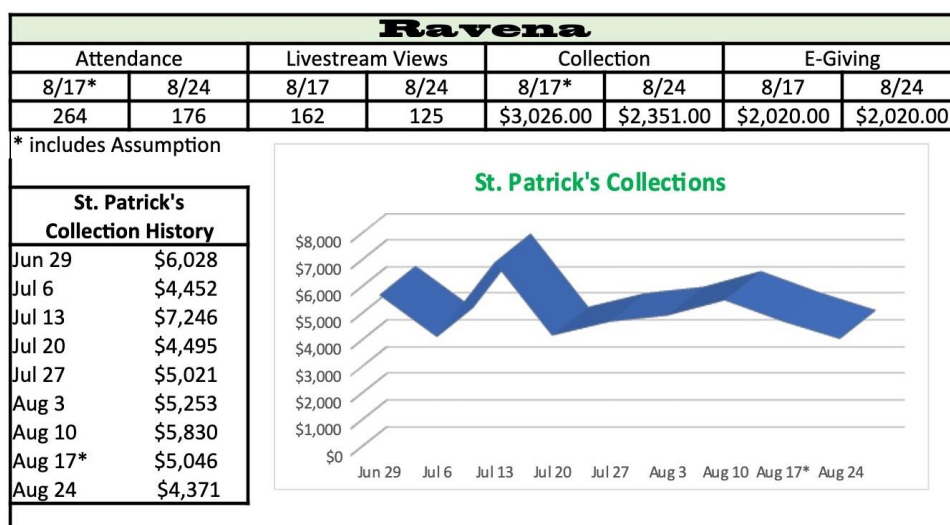 Ravena
Attendance Livestream Views Collection E-Giving
8/17* 8/24 8/17 8/24 8/17* 8/24 8/17 8/24
264 176 162 125 $3,026.00 $2,351.00 $2,020.00 $2,020.00
* includes Assumption
St. Patrick's
Collection History
Jun 29 $6,028
Jul 6 $4,452
Jul 13 $7,246
Jul 20 $4,495
Jul 27 $5,021
Aug 3 $5,253
Aug 10 $5,830
Aug 17* $5,046
Aug 24 $4,371
St. Patrick's Collections
$8,000
$7,000
$6,000
$5,000
$4,000
$3,000
$2,000
$1,000
$0
Jun 29 Jul 6 Jul 13 Jul 20 Jul 27 Aug 3 Aug 10 Aug 17* Aug 24